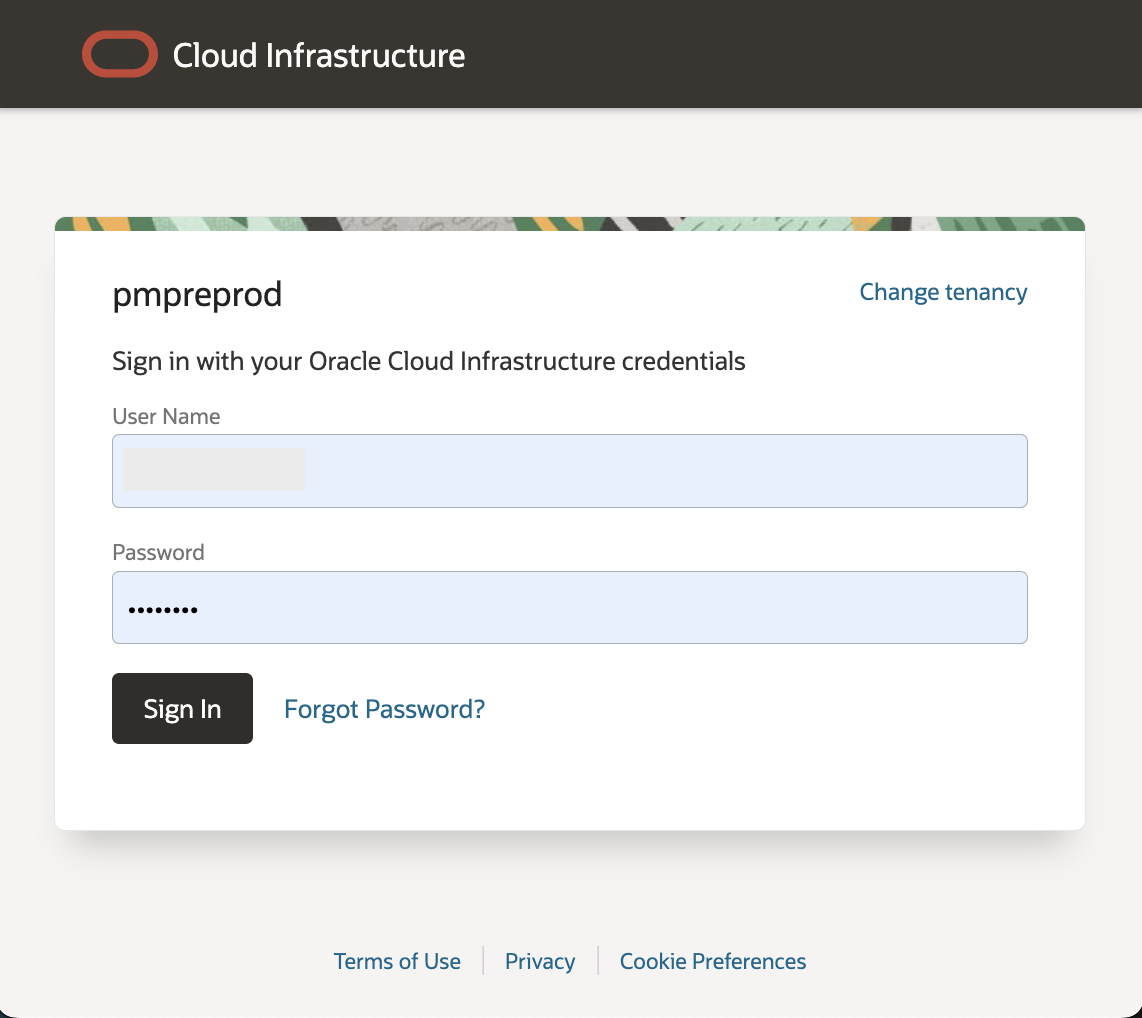 Cloud Infrastructure
pmpreprod
Change tenancy
Sign in with your Oracle Cloud Infrastructure credentials
User Name
Password
••••••••
Sign In
Forgot Password?
Terms of Use
Privacy
Cookie Preferences